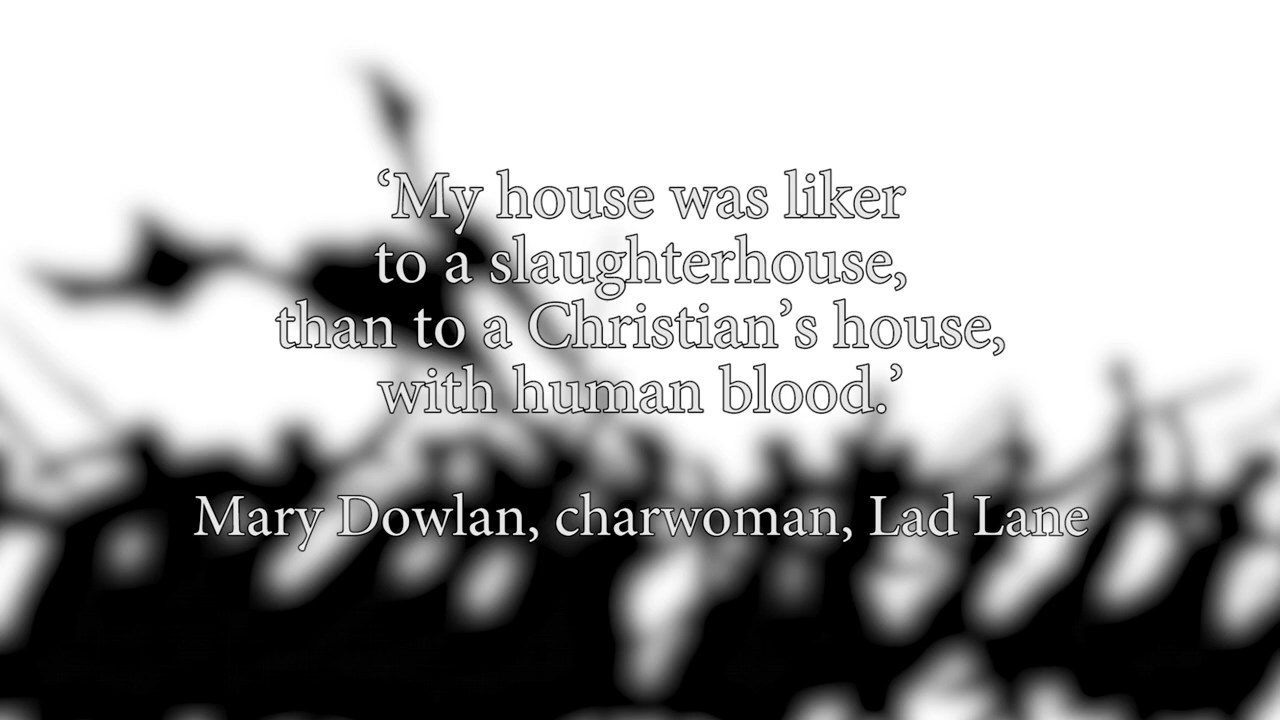 ‘My house was liker
to a slaughterhouse,
than to a Christian’s house,
with human blood.’
Mary Dowlan, charwoman, Lad Lane